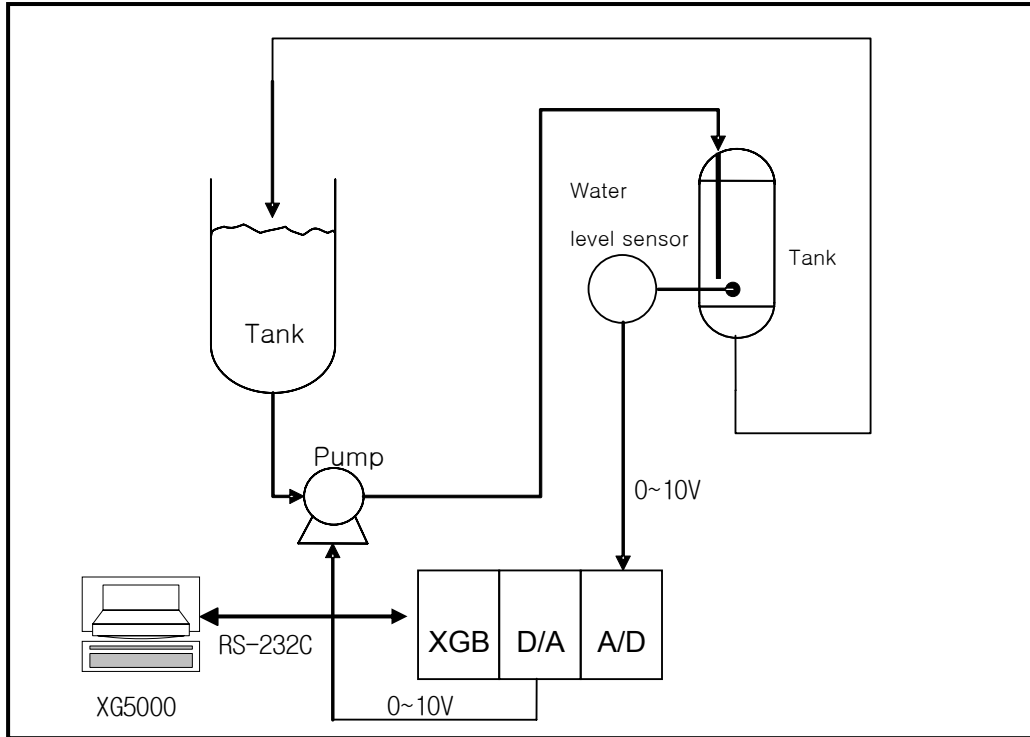 Water
level sensor
Tank
Tank
Pump
0~10V
RS-232C
XGB
D/A
A/D
XG5000
0~10V